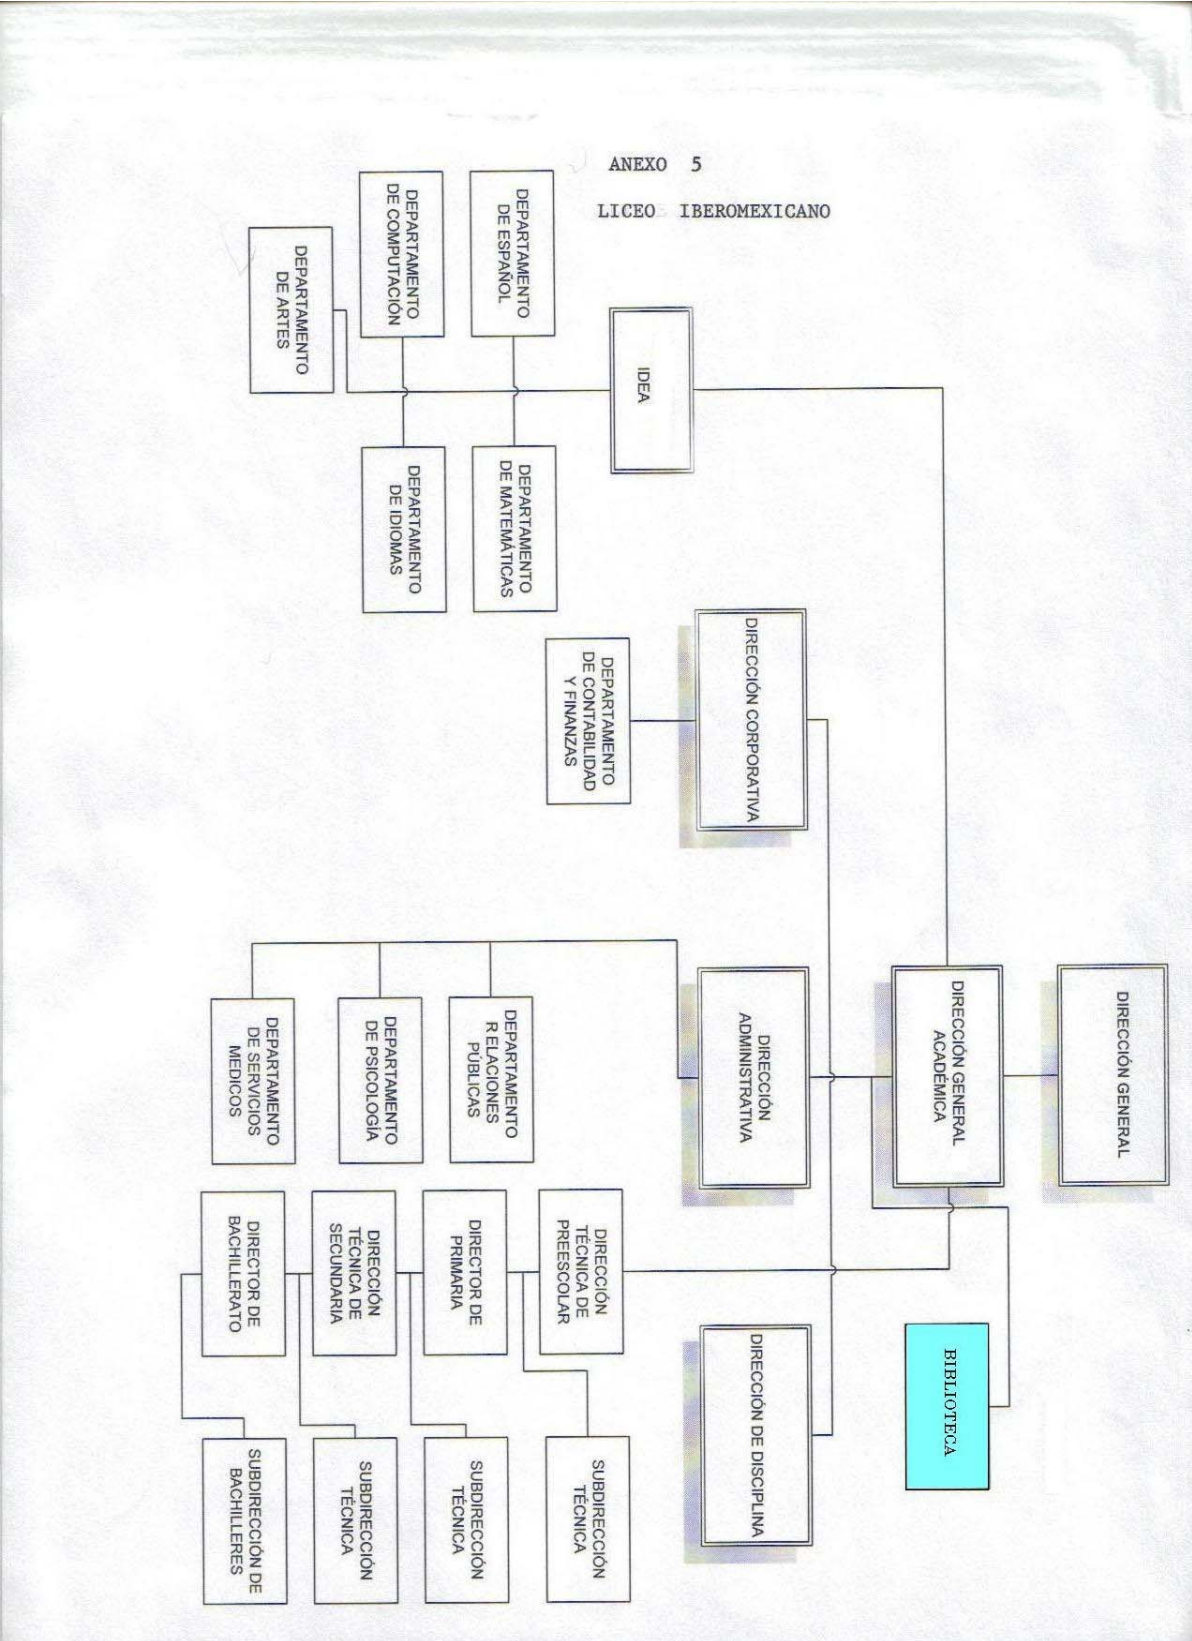 ANEXO 5
LICEO IBEROMEXICANO
DIRECCIÓN GENERAL
DIRECCIÓN GENERAL
ACADÉMICA
BIBLIOTECA
IDEA
DIRECCIÓN CORPORATIVA
DIRECCIÓN
ADMINISTRATIVA
DIRECCIÓN DE DISCIPLINA
DEPARTAMENTO
DE ESPAÑOL
DEPARTAMENTO
DE MATEMÁTICAS
DEPARTAMENTO
DE COMPUTACIÓN
DEPARTAMENTO
DE IDIOMAS
DEPARTAMENTO
DE ARTES
DEPARTAMENTO
DE CONTABILIDAD
Y FINANZAS
DEPARTAMENTO
RELACIONES
PÚBLICAS
DEPARTAMENTO
DE PSICOLOGÍA
DEPARTAMENTO
DE SERVICIOS
MEDICOS
DIRECCIÓN
TÉCNICA DE
PREESCOLAR
SUBDIRECCIÓN
TÉCNICA
DIRECTOR DE
PRIMARIA
SUBDIRECCIÓN
TÉCNICA
DIRECCIÓN
TÉCNICA DE
SECUNDARIA
SUBDIRECCIÓN
TÉCNICA
DIRECTOR DE
BACHILLERATO
SUBDIRECCIÓN DE
BACHILLERES